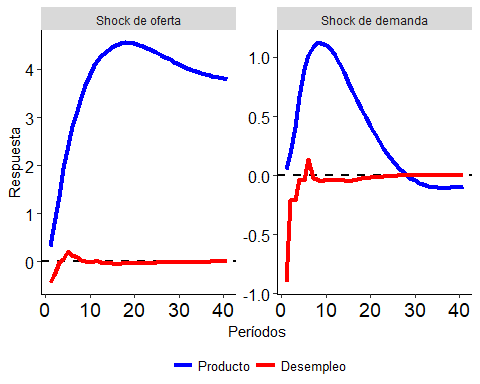 Shock de oferta
Shock de demanda
Respuesta
4
3
2
1
0
1.0
0.5
0.0
-0.5
-1.0
0 10 20 30 40
0 10 20 30 40
Períodos
Producto Desempleo